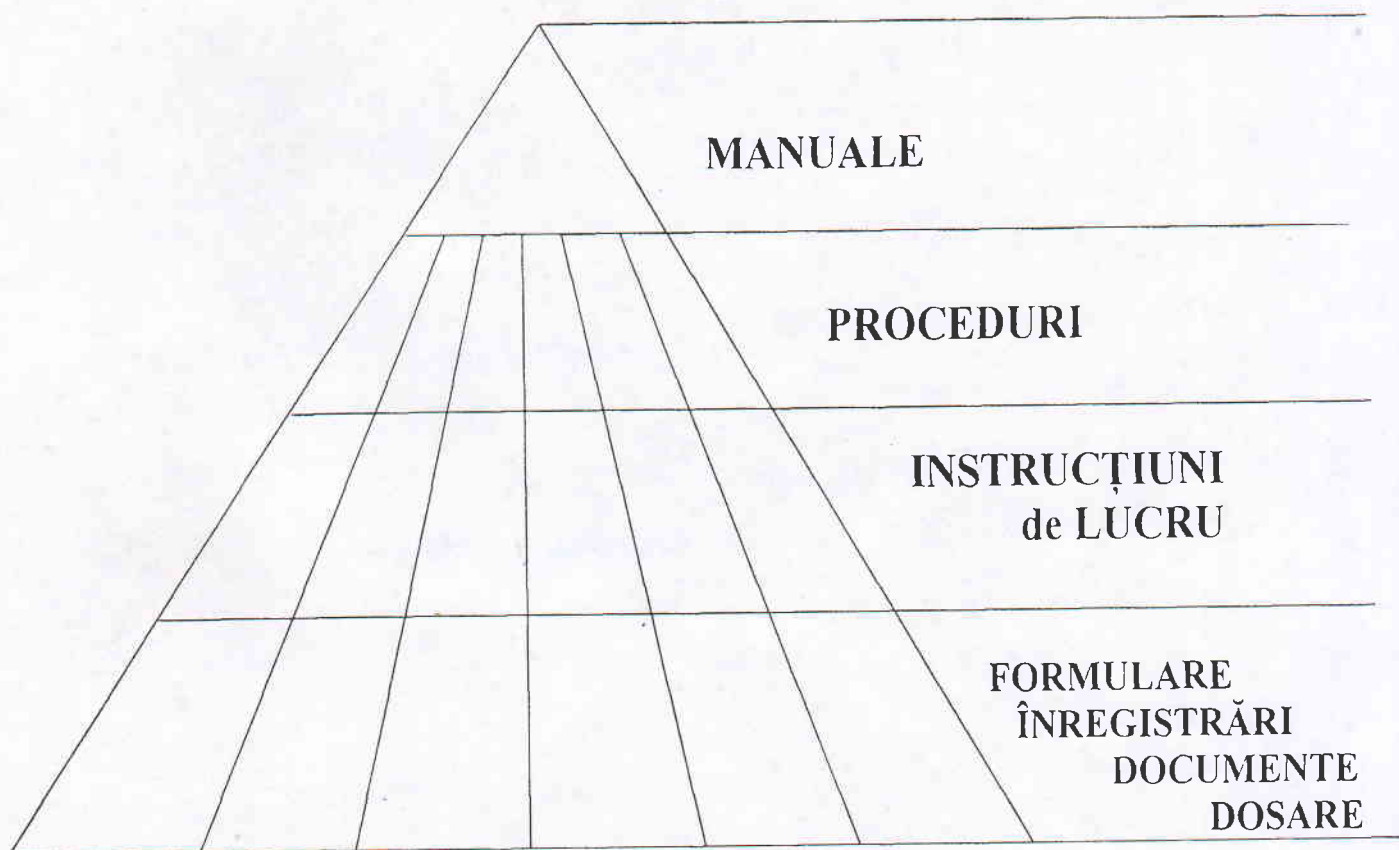 MANUALE
PROCEDURI
INSTRUCȚIUNI
de LUCRU
FORMULARE
ÎNREGISTRĂRI
DOCUMENTE
DOSARE